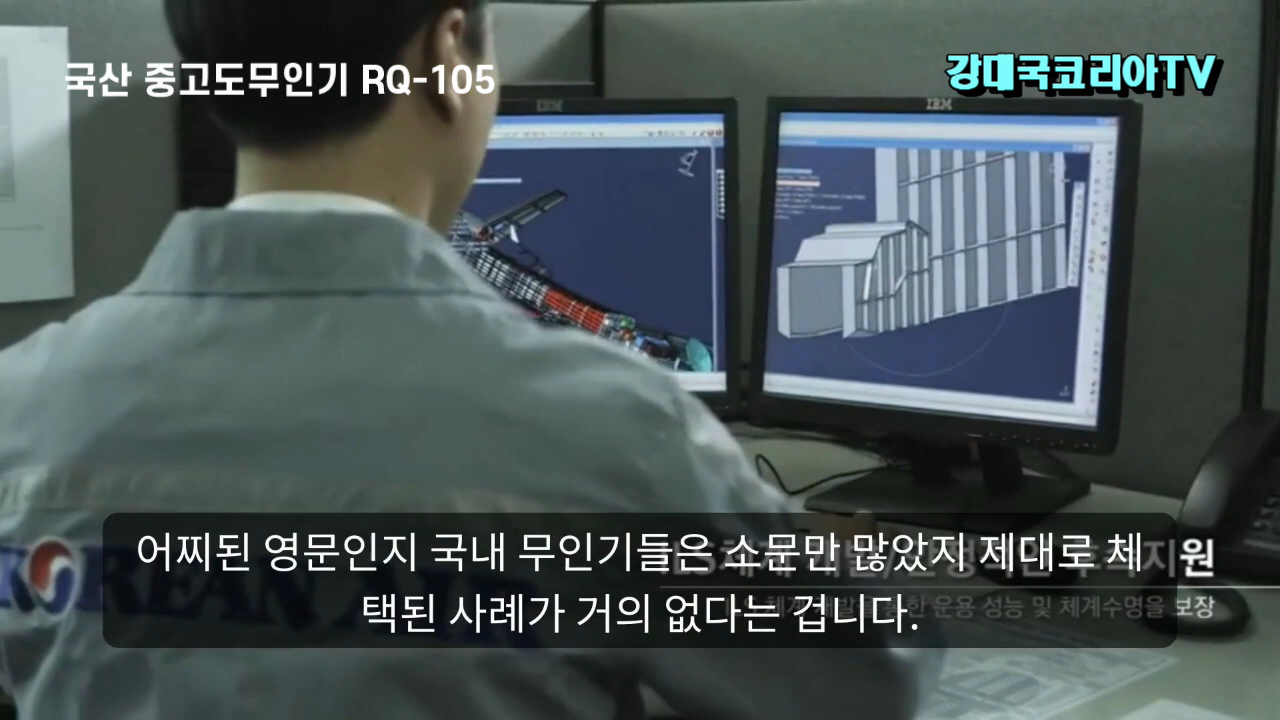 국산 중고도무인기 RQ-105
강대국코리아TV
IBM
IBM
KOREAN AIR
어찌된 영문인지 국내 무인기들은 소문만 많았지 제대로 체
택된 사례가 거의 없다는 겁니다.
원
운용 성능 및 체계수명을 보장